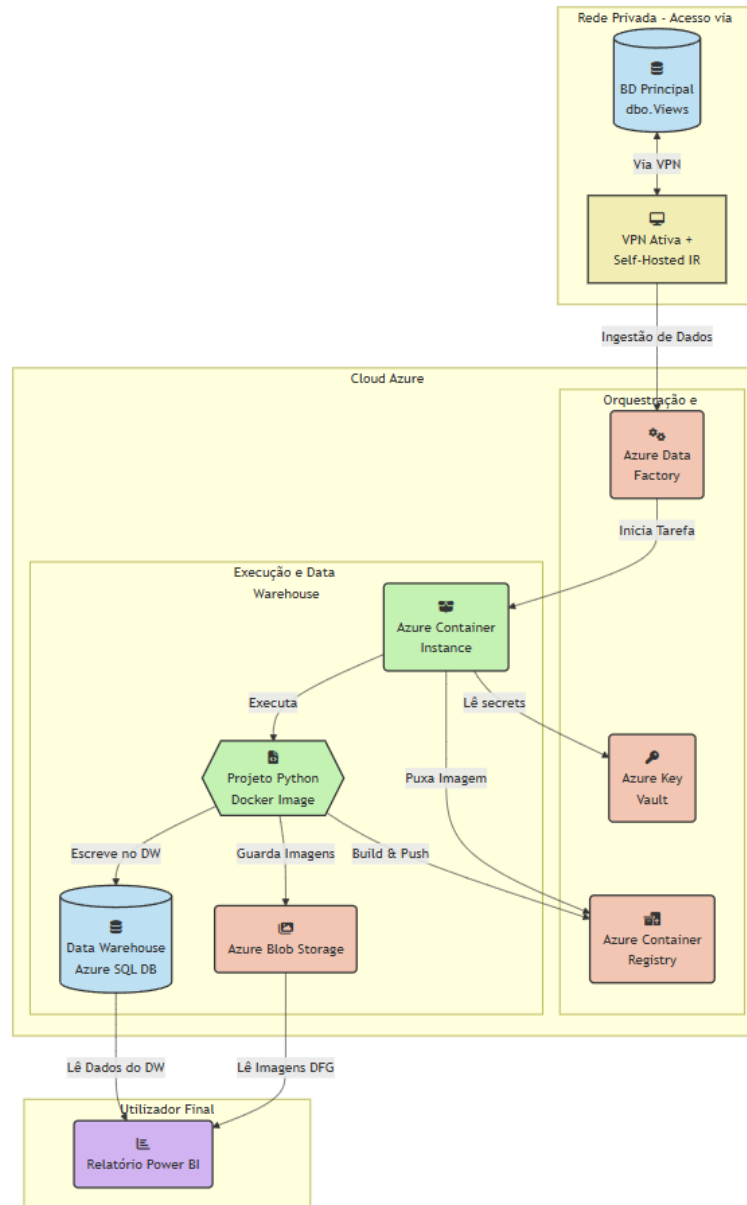 Rede Privada - Acesso via
BD Principal
dbo.Views
Via VPN
VPN Ativa +
Self-Hosted IR
Ingestão de Dados
Cloud Azure
Orquestração e
Azure Data
Factory
Inicia Tarefa
Execução e Data
Warehouse
Azure Container
Instance
Executa
Lê secrets
Projeto Python
Docker Image
Puxa Imagem
Azure Key
Vault
Escreve no DW
Guarda Imagens
Build & Push
Data Warehouse
Azure SQL DB
Azure Blob Storage
Azure Container
Registry
Lê Dados do DW
Lê Imagens DFG
Utilizador Final
Relatório Power BI